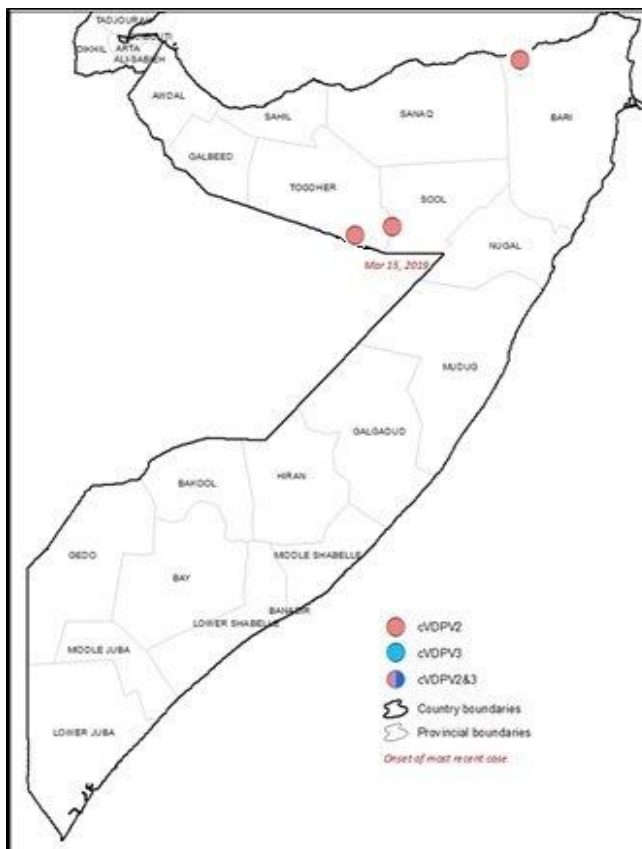 TADJOURAH
DIKHIL
ARTA
ALI-SABIEH
AWDAL
SAHIL
SANAQ
BARI
GALBEED
TOGDHER
SOOL
NUGAL
Mar 15, 2019
MUDUG
GALGADUD
HIRAN
BAKOOL
GEDO
MIDDLE SHABELLE
BAY
BANADIR
LOWER SHABELLE
MIDDLE JUBA
LOWER JUBA
cVDPV2
cVDPV3
cVDPV2&3
Country boundaries
Provincial boundaries
Onset of most recent case